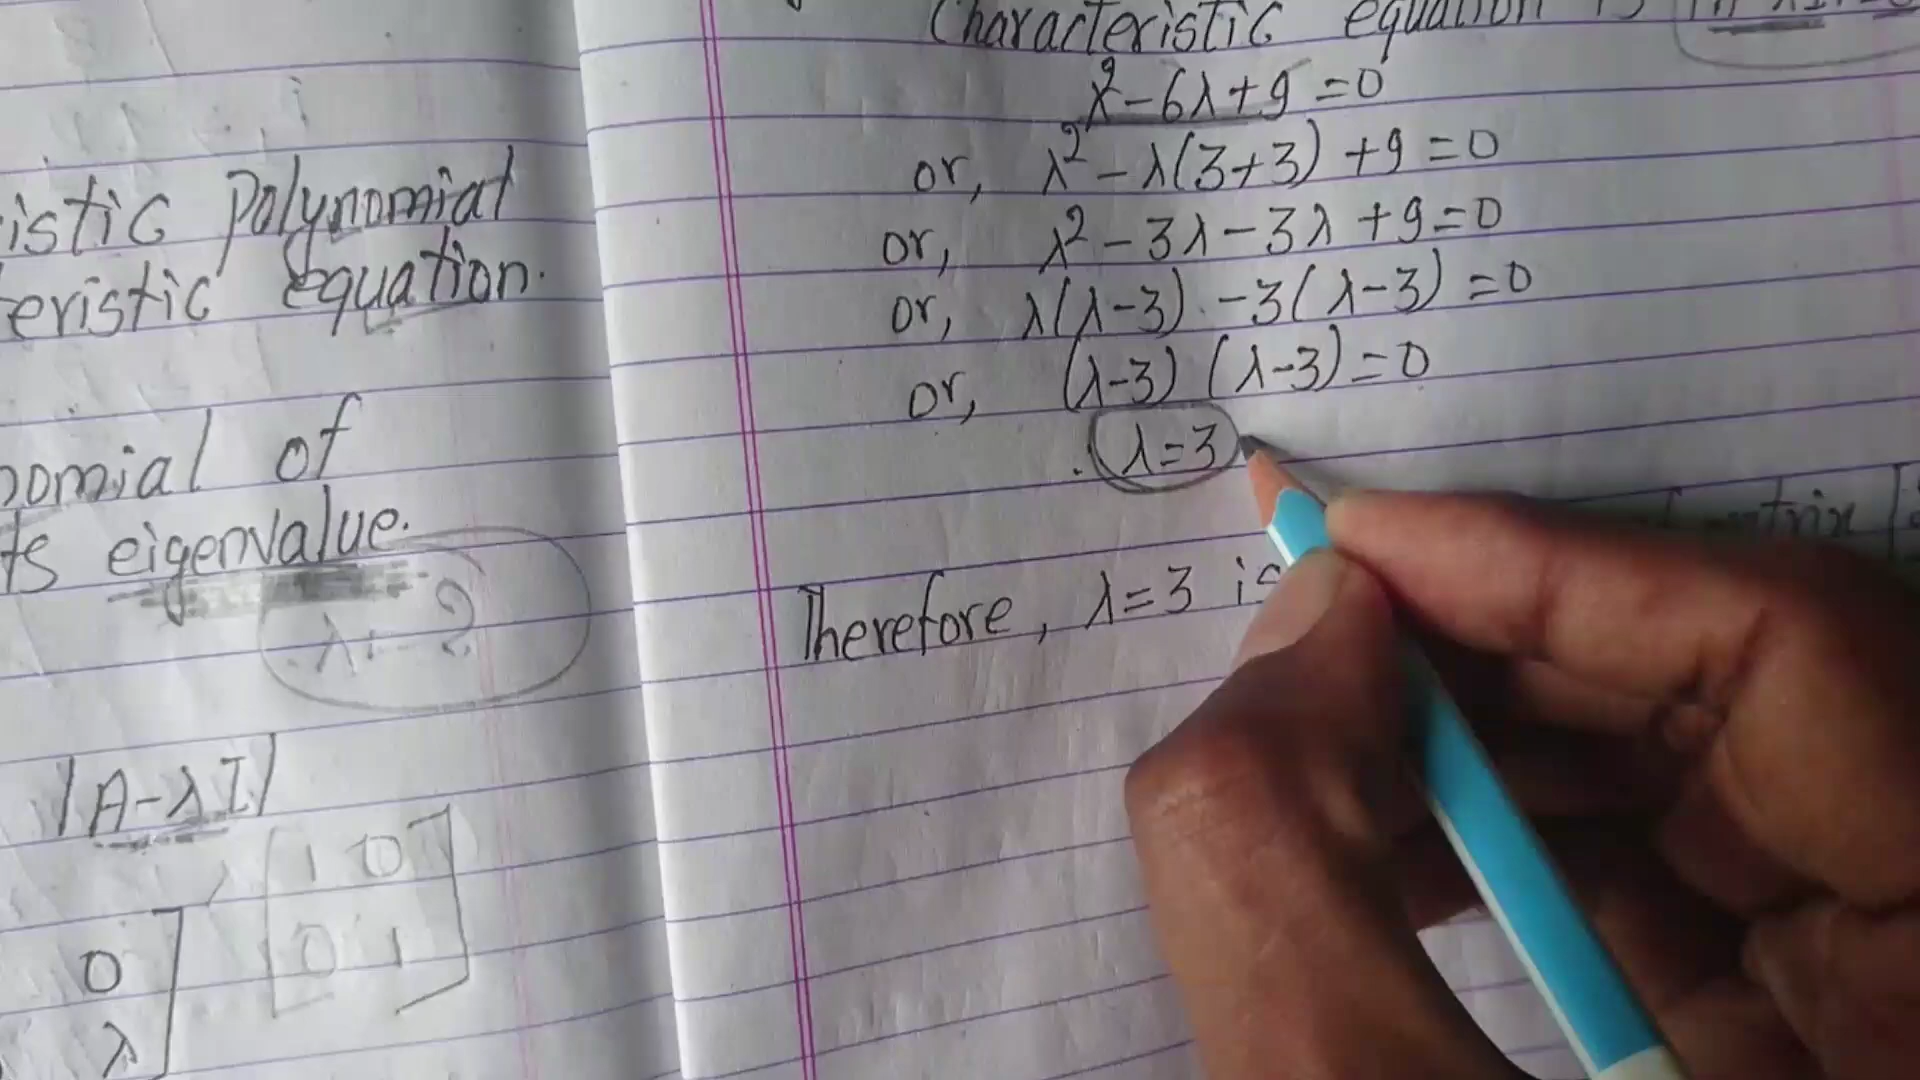 istic Polynomial
eristic equation.
nomial of
ts eigenvalue.
λ = ?
|A-λI|
[1 0
0 1]
0
λ]
Characteristic equation is
λ²-6λ+9=0
or, λ²-λ(3+3)+9=0
or, λ²-3λ-3λ+9=0
or, λ(λ-3)-3(λ-3)=0
or, (λ-3)(λ-3)=0
λ=3
Therefore, λ=3 is matrix